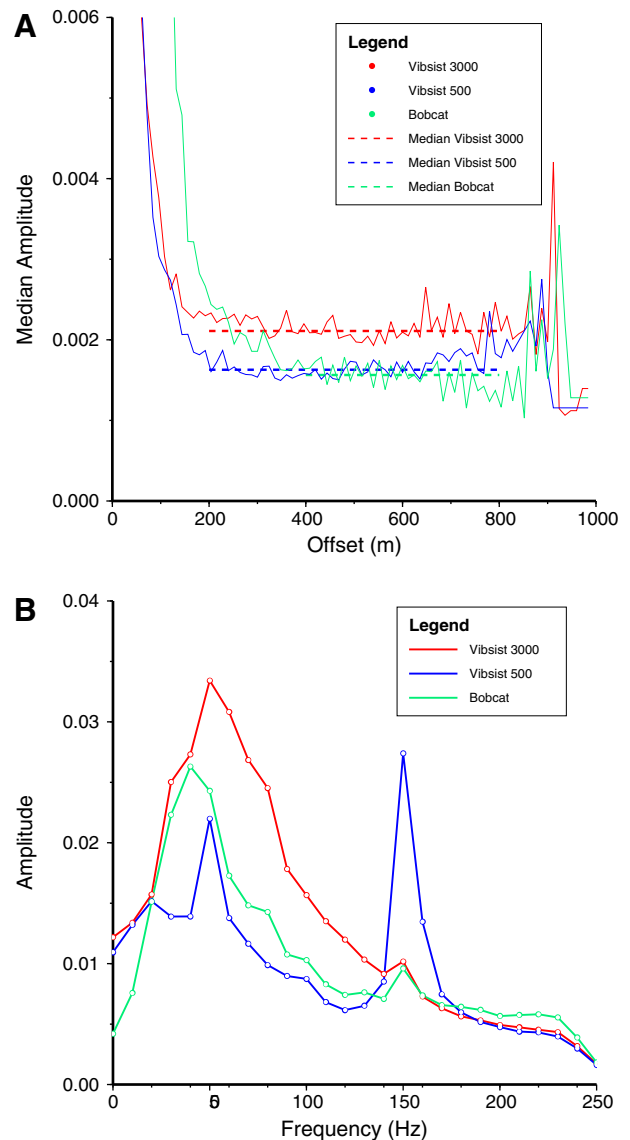 A
0.006
0.004
0.002
0.000
Median Amplitude
Legend
Vibsist 3000
Vibsist 500
Bobcat
Median Vibsist 3000
Median Vibsist 500
Median Bobcat
0 200 400 600 800 1000
Offset (m)
B
0.04
0.03
0.02
0.01
0.00
Amplitude
Legend
Vibsist 3000
Vibsist 500
Bobcat
0 50 100 150 200 250
Frequency (Hz)